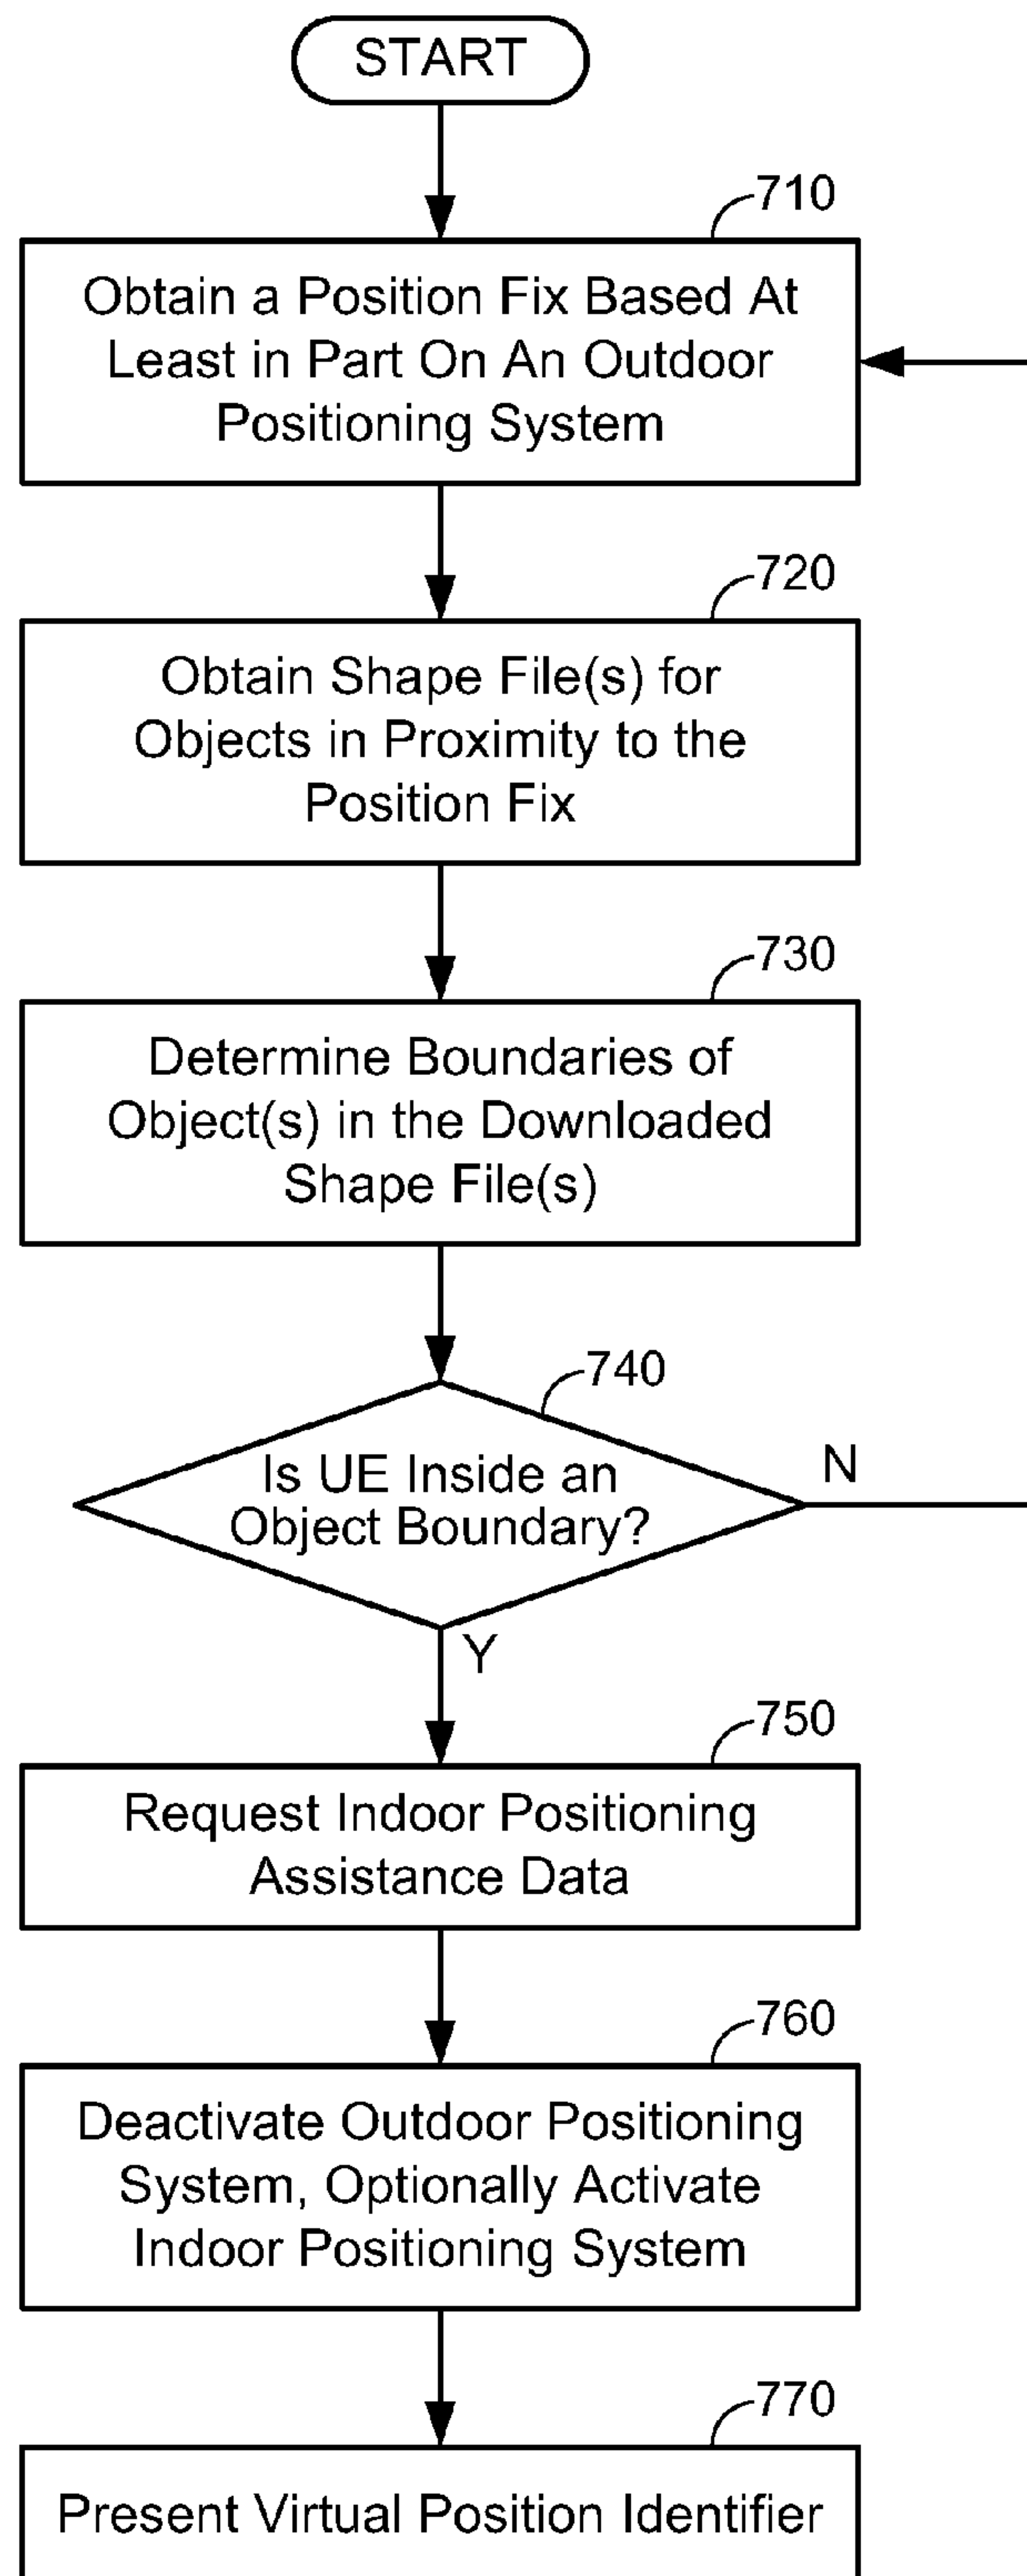 START
710
Obtain a Position Fix Based At
Least in Part On An Outdoor
Positioning System
720
Obtain Shape File(s) for
Objects in Proximity to the
Position Fix
730
Determine Boundaries of
Object(s) in the Downloaded
Shape File(s)
740
Is UE Inside an
Object Boundary?
N
Y
750
Request Indoor Positioning
Assistance Data
760
Deactivate Outdoor Positioning
System, Optionally Activate
Indoor Positioning System
770
Present Virtual Position Identifier